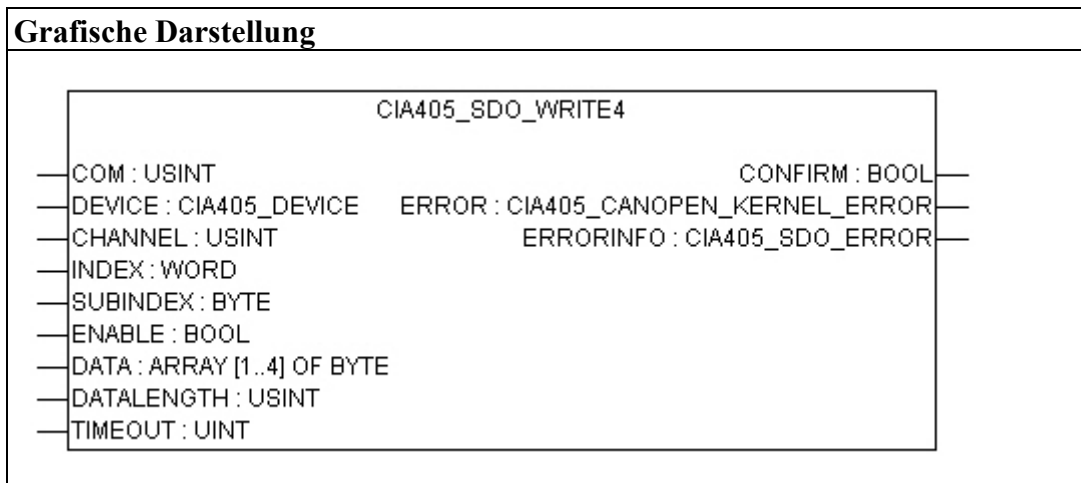 Grafische Darstellung
CIA405_SDO_WRITE4
COM : USINT CONFIRM : BOOL
DEVICE : CIA405_DEVICE ERROR : CIA405_CANOPEN_KERNEL_ERROR
CHANNEL : USINT ERRORINFO : CIA405_SDO_ERROR
INDEX : WORD
SUBINDEX : BYTE
ENABLE : BOOL
DATA : ARRAY [1..4] OF BYTE
DATALENGTH : USINT
TIMEOUT : UINT